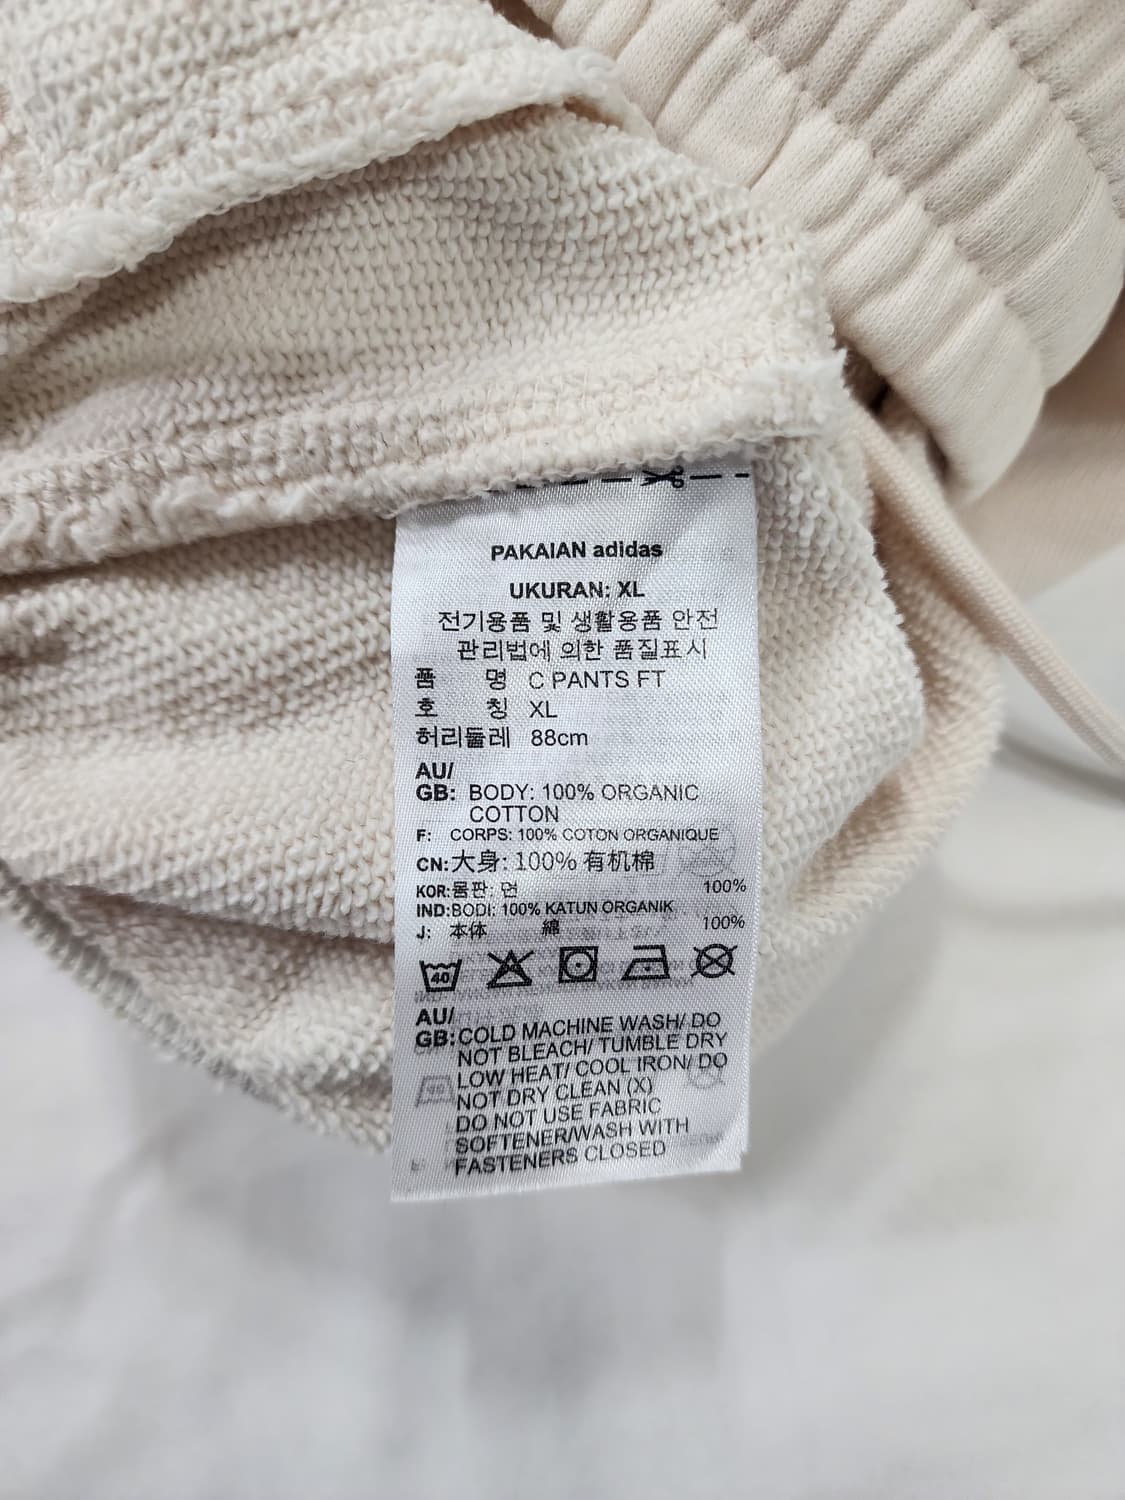 PAKAIAN adidas
UKURAN: XL
전기용품 및 생활용품 안전
관리법에 의한 품질표시
품 명 C PANTS FT
호 칭 XL
허리둘레 88cm
AU/
GB: BODY: 100% ORGANIC
COTTON
F: CORPS: 100% COTON ORGANIQUE
CN:大身: 100% 有机棉
KOR:몸판: 면 100%
IND:BODI: 100% KATUN ORGANIK
J: 本体 綿 100%
40
AU/
GB:COLD MACHINE WASH/ DO
NOT BLEACH/ TUMBLE DRY
LOW HEAT/ COOL IRON/ DO
NOT DRY CLEAN (X)
DO NOT USE FABRIC
SOFTENER/WASH WITH
FASTENERS CLOSED